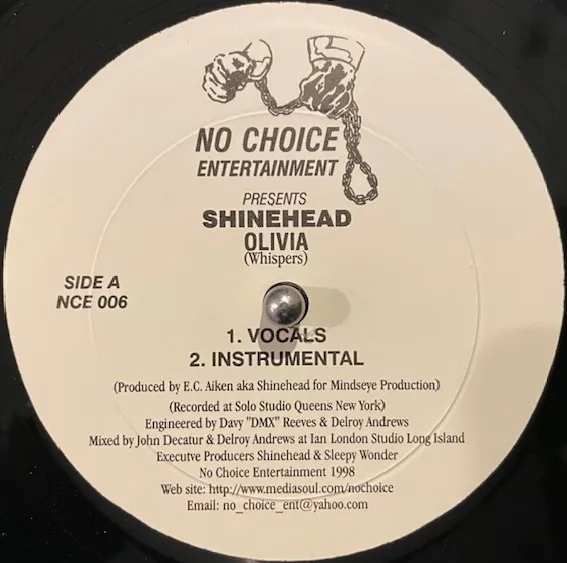 NO CHOICE
ENTERTAINMENT
PRESENTS
SHINEHEAD
OLIVIA
(Whispers)
SIDE A
NCE 006
1. VOCALS
2. INSTRUMENTAL
(Produced by E.C. Aiken aka Shinehead for Mindseye Production)
(Recorded at Solo Studio Queens New York)
Engineered by Davy "DMX" Reeves & Delroy Andrews
Mixed by John Decatur & Delroy Andrews at Ian London Studio Long Island
Executve Producers Shinehead & Sleepy Wonder
No Choice Entertainment 1998
Web site: http://www.mediasoul.com/nochoice
Email: no_choice_ent@yahoo.com